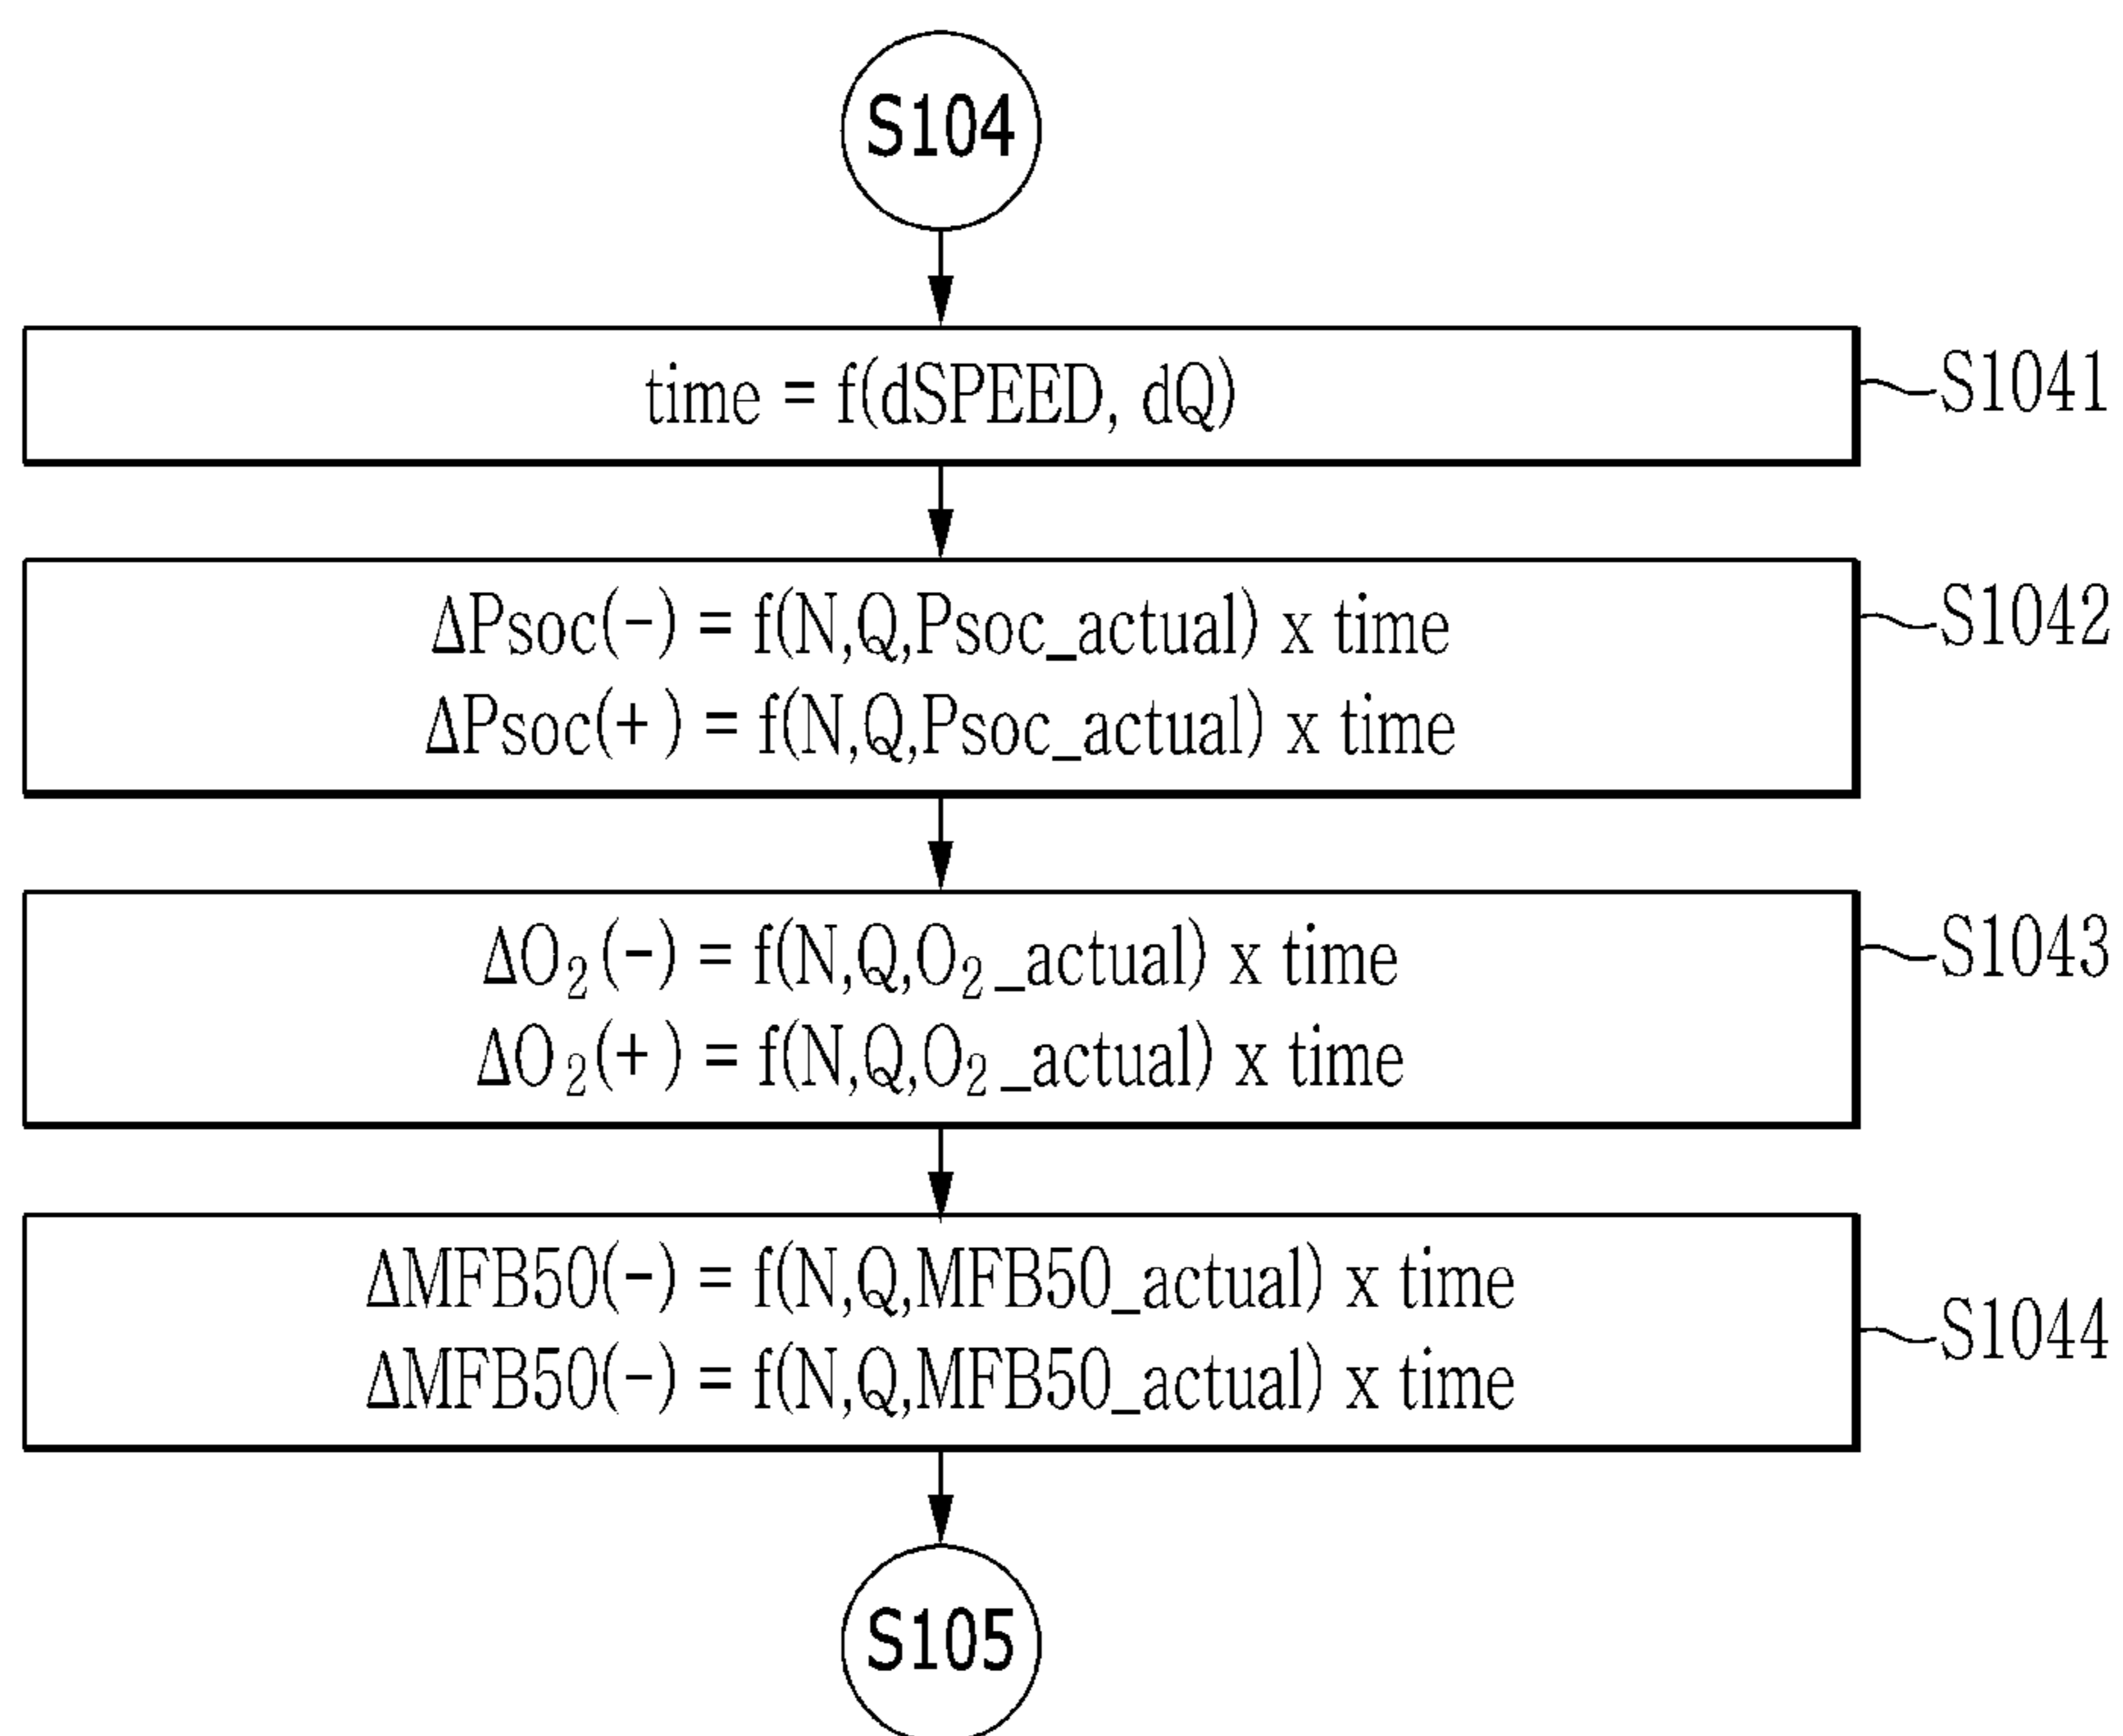 S104
time = f(dSPEED, dQ)
S1041
ΔPsoc(-) = f(N,Q,Psoc_actual) x time
ΔPsoc(+) = f(N,Q,Psoc_actual) x time
S1042
ΔO₂(-) = f(N,Q,O₂_actual) x time
ΔO₂(+) = f(N,Q,O₂_actual) x time
S1043
ΔMFB50(-) = f(N,Q,MFB50_actual) x time
ΔMFB50(-) = f(N,Q,MFB50_actual) x time
S1044
S105